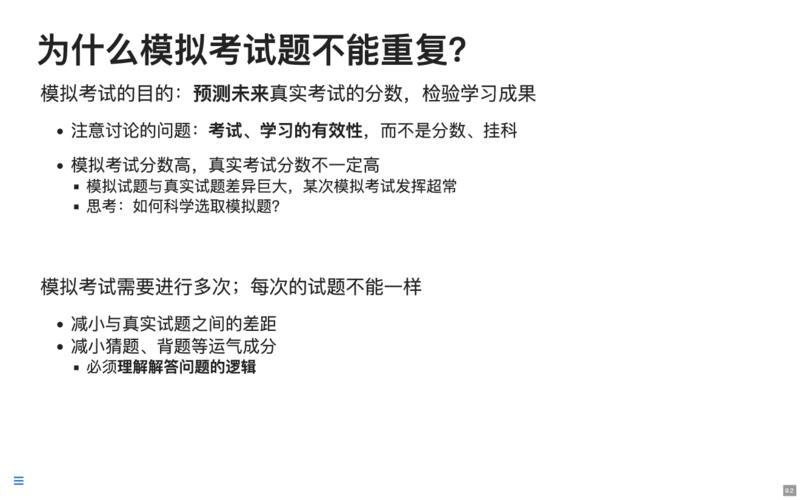 为什么模拟考试题不能重复?
模拟考试的目的：预测未来真实考试的分数，检验学习成果
注意讨论的问题：考试、学习的有效性，而不是分数、挂科
模拟考试分数高，真实考试分数不一定高
模拟试题与真实试题差异巨大，某次模拟考试发挥超常
思考：如何科学选取模拟题?
模拟考试需要进行多次；每次的试题不能一样
减小与真实试题之间的差距
减小猜题、背题等运气成分
必须理解解答问题的逻辑
9.2